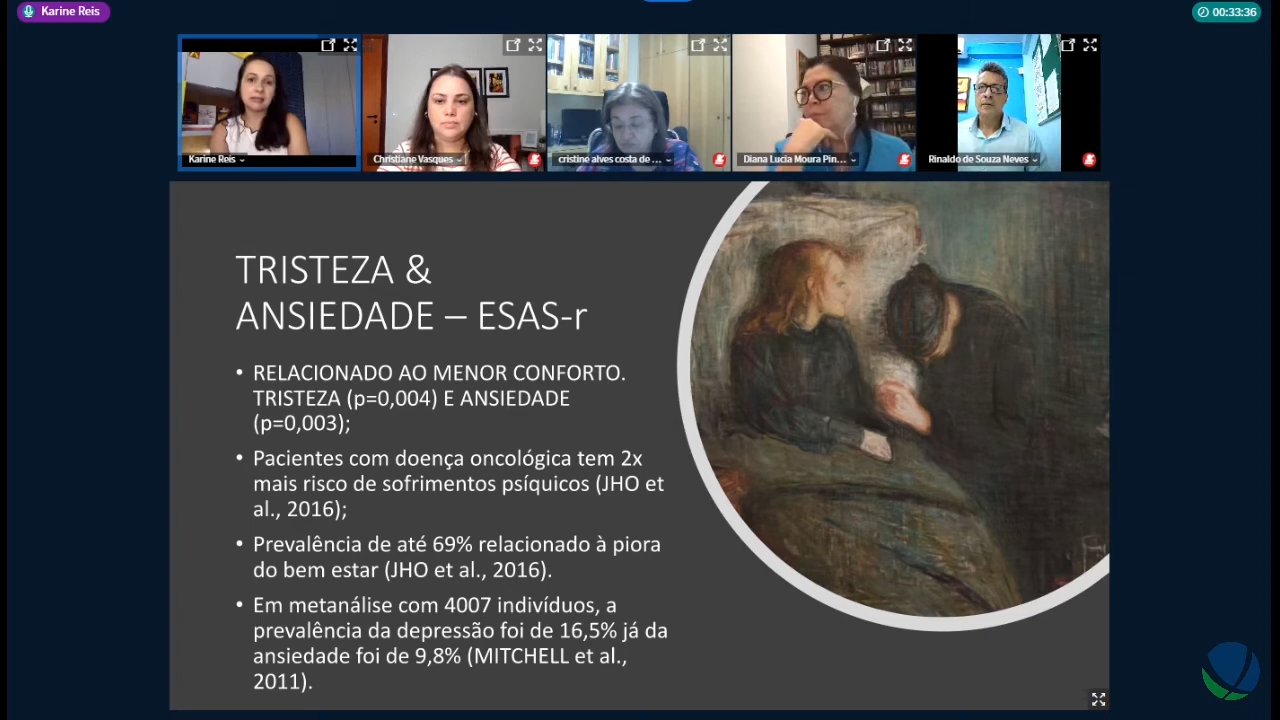 Karine Reis
00:33:36
Karine Reis
Christiane Vasques
cristine alves costa de ...
Diana Lucia Moura Pin...
Rinaldo de Souza Neves
TRISTEZA &
ANSIEDADE – ESAS-r
• RELACIONADO AO MENOR CONFORTO.
TRISTEZA (p=0,004) E ANSIEDADE
(p=0,003);
• Pacientes com doença oncológica tem 2x
mais risco de sofrimentos psíquicos (JHO et
al., 2016);
• Prevalência de até 69% relacionado à piora
do bem estar (JHO et al., 2016).
• Em metanálise com 4007 indivíduos, a
prevalência da depressão foi de 16,5% já da
ansiedade foi de 9,8% (MITCHELL et al.,
2011).